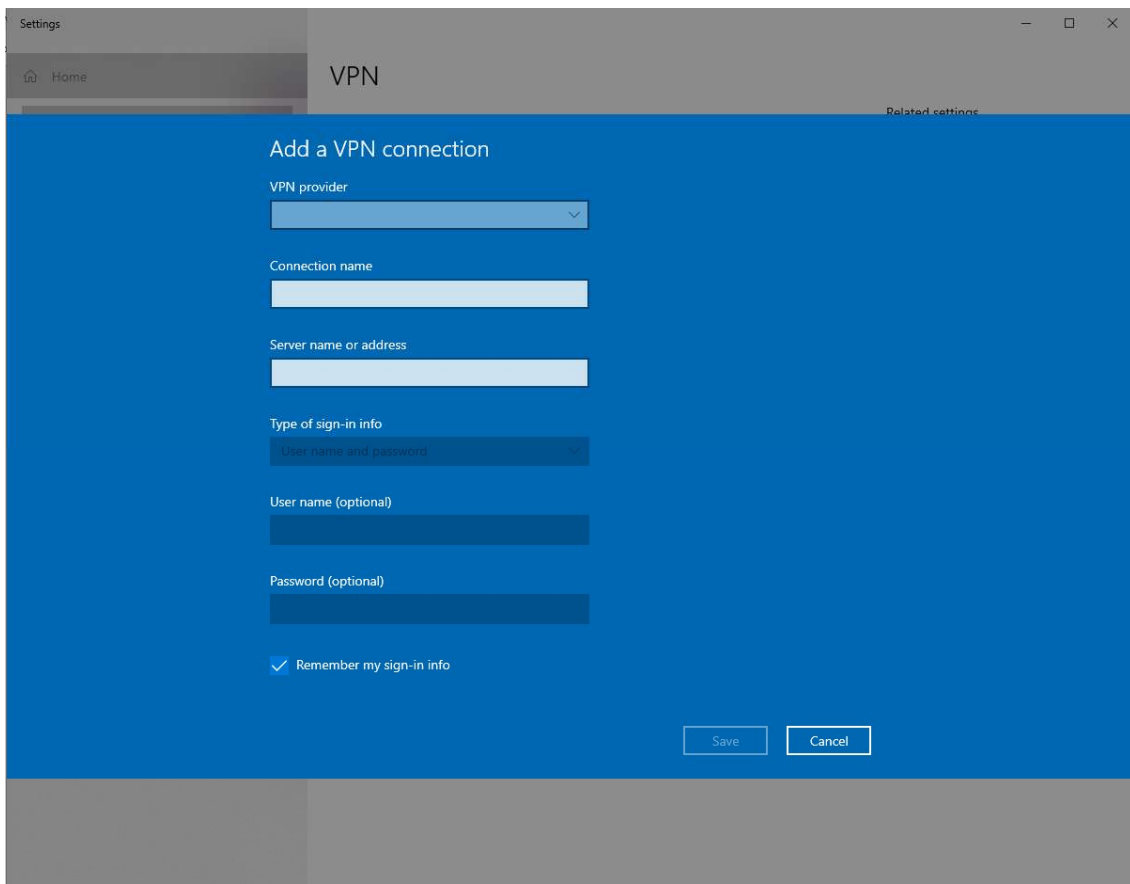 Settings
Home
VPN
Related settings
Add a VPN connection
VPN provider
Connection name
Server name or address
Type of sign-in info
User name and password
User name (optional)
Password (optional)
Remember my sign-in info
Save
Cancel